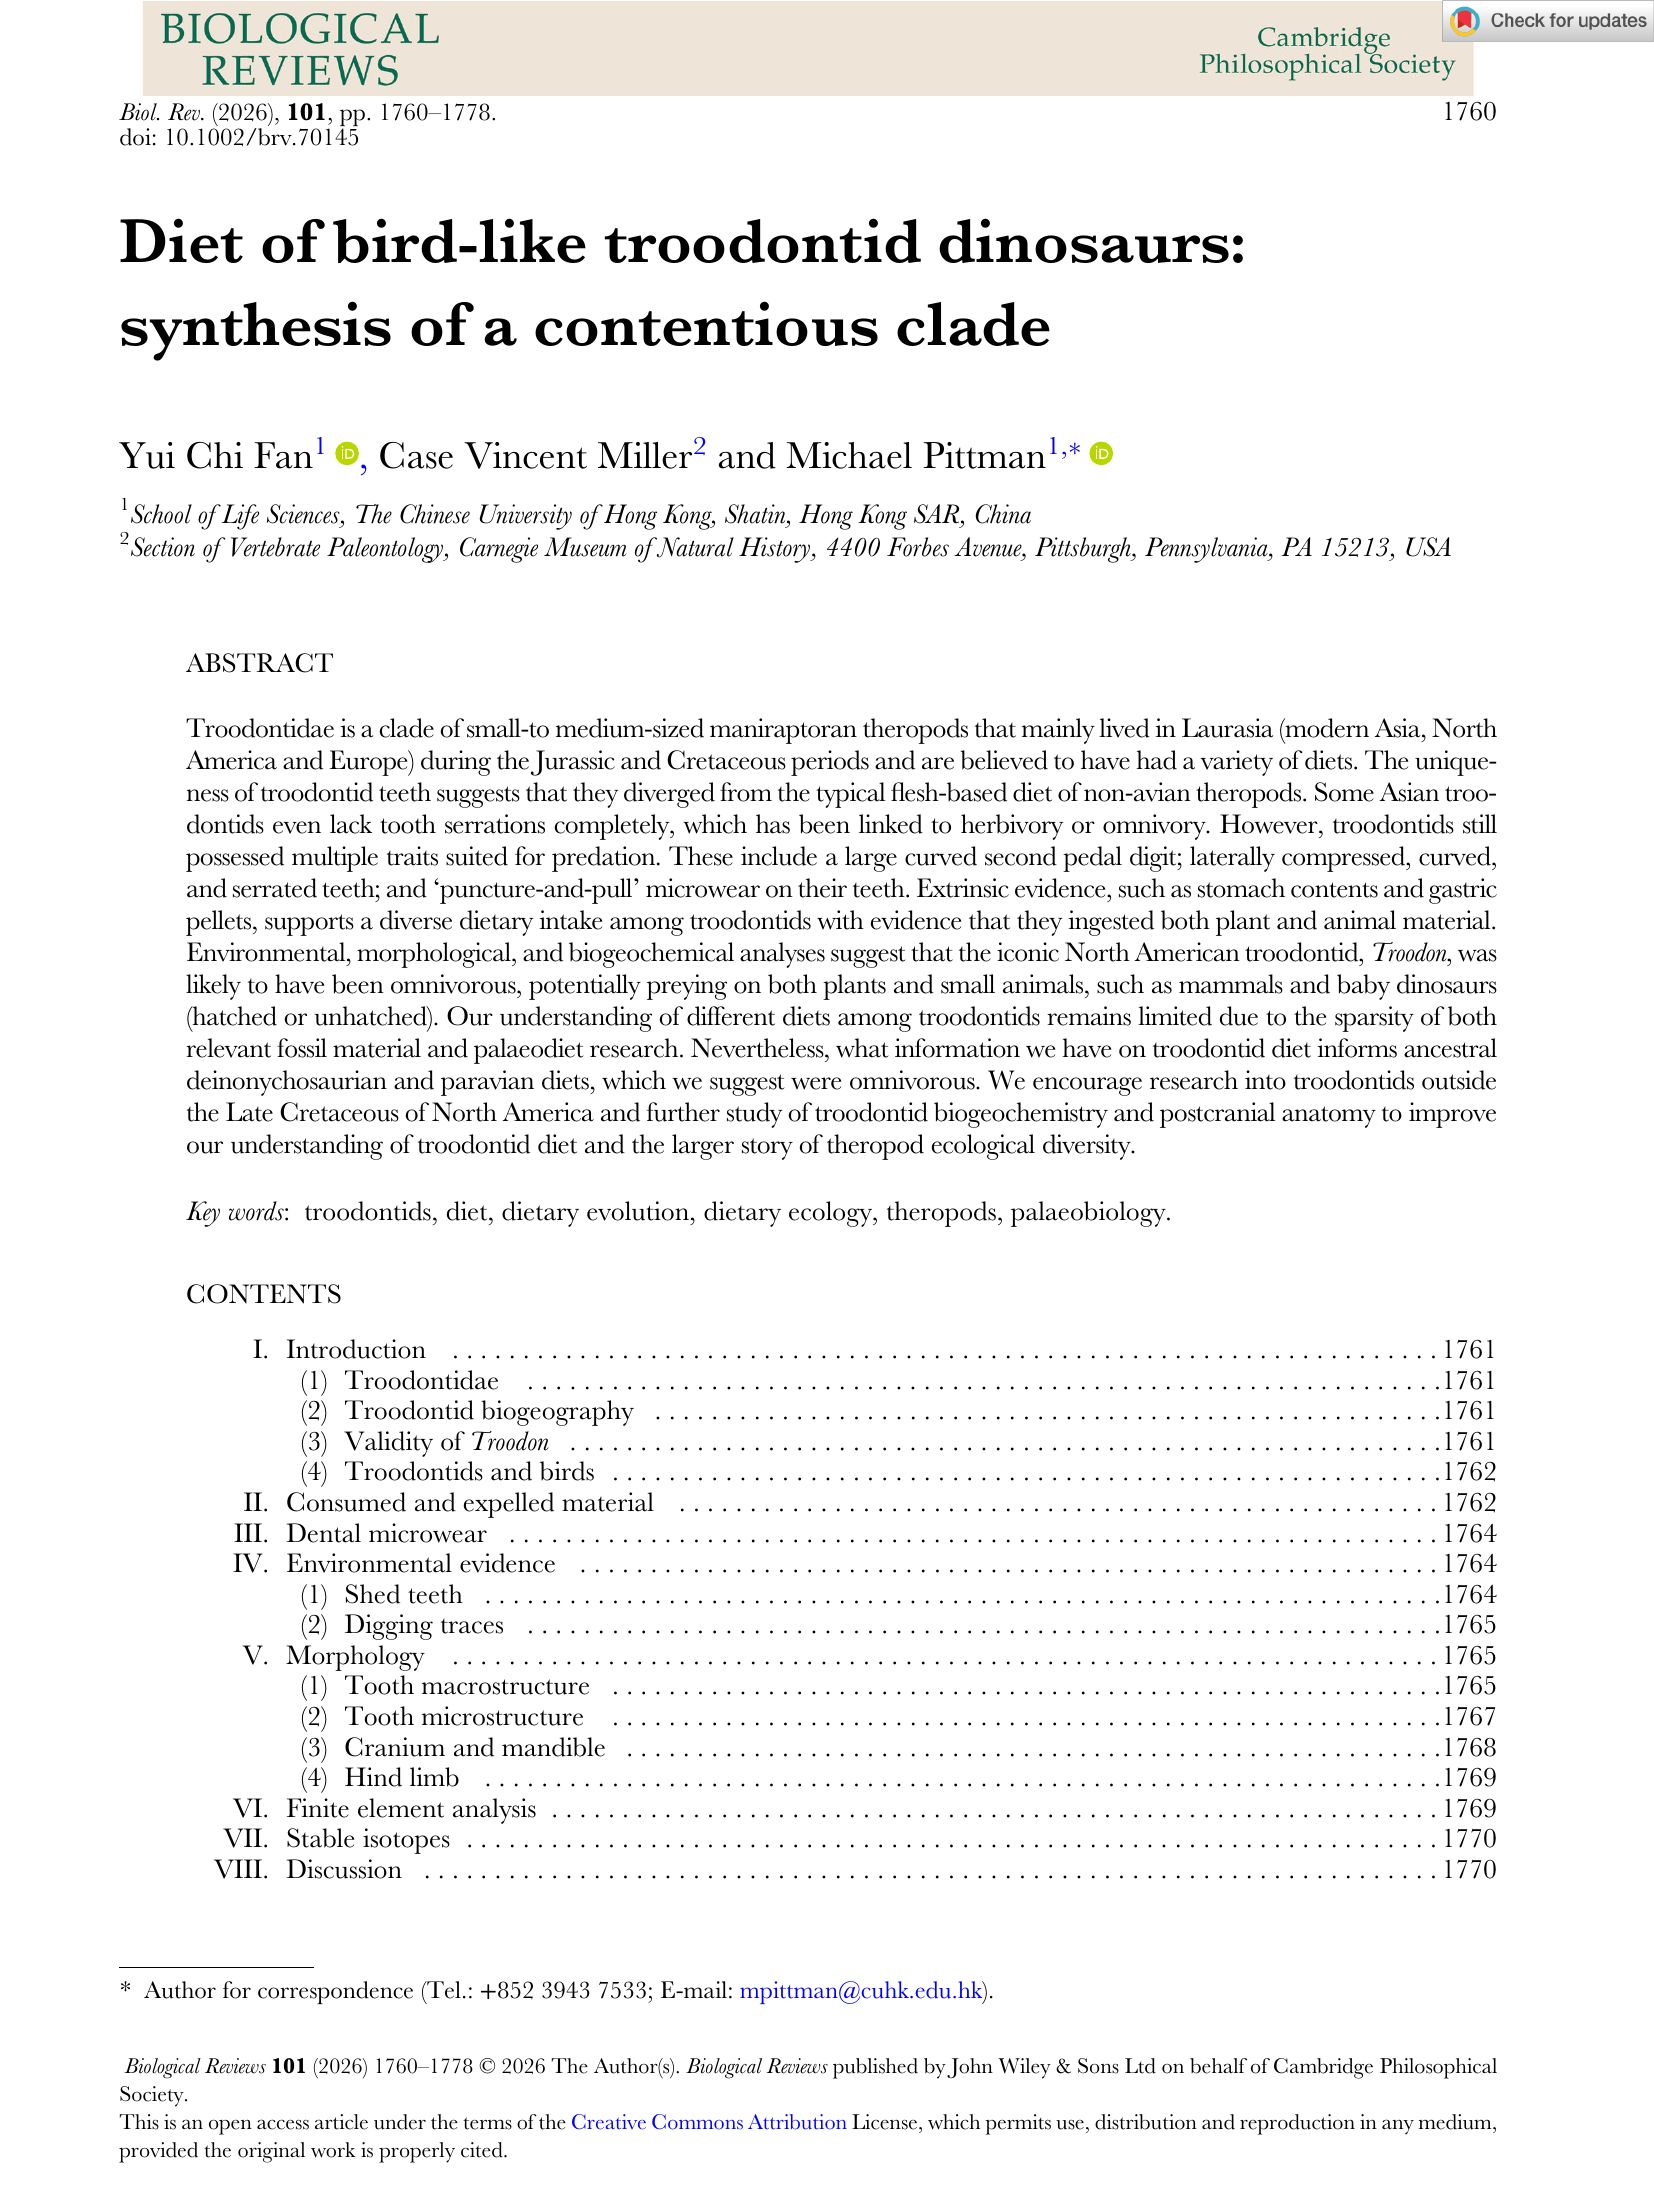 BIOLOGICAL
REVIEWS
Cambridge
Philosophical Society
Check for updates
Biol. Rev. (2026), 101, pp. 1760–1778.
1760
doi: 10.1002/brv.70145
Diet of bird-like troodontid dinosaurs:
synthesis of a contentious clade
Yui Chi Fan1 iD, Case Vincent Miller2 and Michael Pittman1,* iD
1School of Life Sciences, The Chinese University of Hong Kong, Shatin, Hong Kong SAR, China
2Section of Vertebrate Paleontology, Carnegie Museum of Natural History, 4400 Forbes Avenue, Pittsburgh, Pennsylvania, PA 15213, USA
ABSTRACT
Troodontidae is a clade of small-to medium-sized maniraptoran theropods that mainly lived in Laurasia (modern Asia, North
America and Europe) during the Jurassic and Cretaceous periods and are believed to have had a variety of diets. The unique-
ness of troodontid teeth suggests that they diverged from the typical flesh-based diet of non-avian theropods. Some Asian troo-
dontids even lack tooth serrations completely, which has been linked to herbivory or omnivory. However, troodontids still
possessed multiple traits suited for predation. These include a large curved second pedal digit; laterally compressed, curved,
and serrated teeth; and ‘puncture-and-pull’ microwear on their teeth. Extrinsic evidence, such as stomach contents and gastric
pellets, supports a diverse dietary intake among troodontids with evidence that they ingested both plant and animal material.
Environmental, morphological, and biogeochemical analyses suggest that the iconic North American troodontid, Troodon, was
likely to have been omnivorous, potentially preying on both plants and small animals, such as mammals and baby dinosaurs
(hatched or unhatched). Our understanding of different diets among troodontids remains limited due to the sparsity of both
relevant fossil material and palaeodiet research. Nevertheless, what information we have on troodontid diet informs ancestral
deinonychosaurian and paravian diets, which we suggest were omnivorous. We encourage research into troodontids outside
the Late Cretaceous of North America and further study of troodontid biogeochemistry and postcranial anatomy to improve
our understanding of troodontid diet and the larger story of theropod ecological diversity.
Key words: troodontids, diet, dietary evolution, dietary ecology, theropods, palaeobiology.
CONTENTS
I. Introduction . . . . . . . . . . 1761
(1) Troodontidae . . . . . . . . . . 1761
(2) Troodontid biogeography . . . . . . . . . . 1761
(3) Validity of Troodon . . . . . . . . . . 1761
(4) Troodontids and birds . . . . . . . . . . 1762
II. Consumed and expelled material . . . . . . . . . . 1762
III. Dental microwear . . . . . . . . . . 1764
IV. Environmental evidence . . . . . . . . . . 1764
(1) Shed teeth . . . . . . . . . . 1764
(2) Digging traces . . . . . . . . . . 1765
V. Morphology . . . . . . . . . . 1765
(1) Tooth macrostructure . . . . . . . . . . 1765
(2) Tooth microstructure . . . . . . . . . . 1767
(3) Cranium and mandible . . . . . . . . . . 1768
(4) Hind limb . . . . . . . . . . 1769
VI. Finite element analysis . . . . . . . . . . 1769
VII. Stable isotopes . . . . . . . . . . 1770
VIII. Discussion . . . . . . . . . . 1770
* Author for correspondence (Tel.: +852 3943 7533; E-mail: mpittman@cuhk.edu.hk).
Biological Reviews 101 (2026) 1760–1778 © 2026 The Author(s). Biological Reviews published by John Wiley & Sons Ltd on behalf of Cambridge Philosophical
Society.
This is an open access article under the terms of the Creative Commons Attribution License, which permits use, distribution and reproduction in any medium,
provided the original work is properly cited.